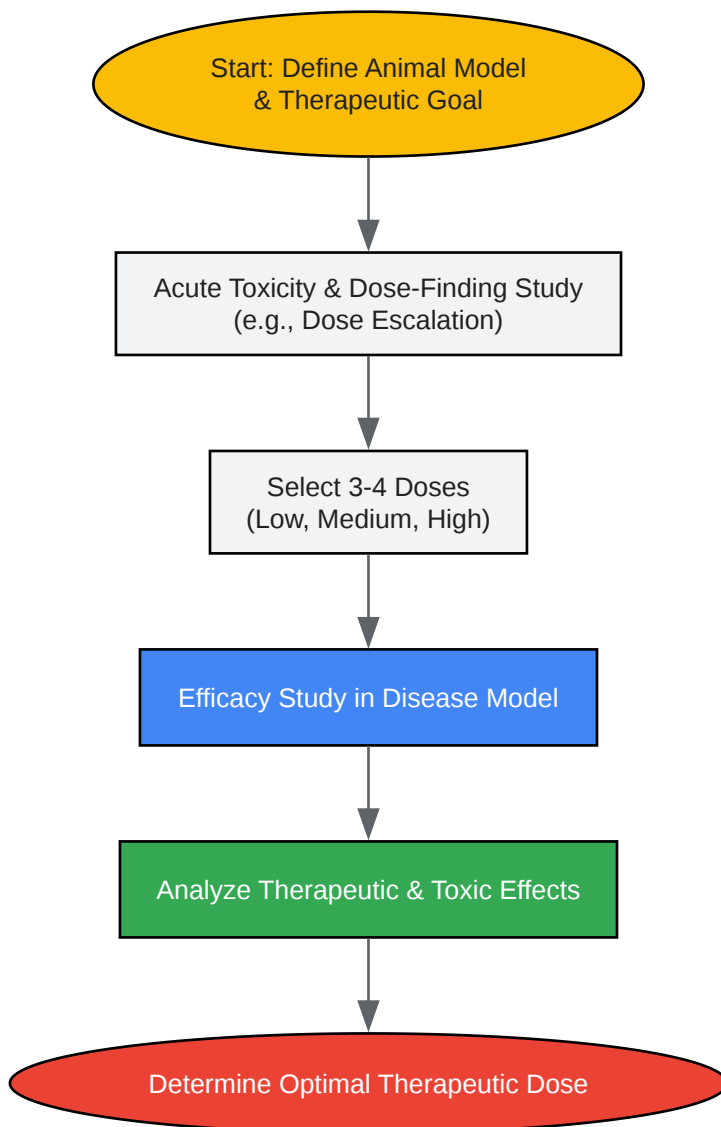 Start: Define Animal Model
& Therapeutic Goal
Acute Toxicity & Dose-Finding Study
(e.g., Dose Escalation)
Select 3-4 Doses
(Low, Medium, High)
Efficacy Study in Disease Model
Analyze Therapeutic & Toxic Effects
Determine Optimal Therapeutic Dose